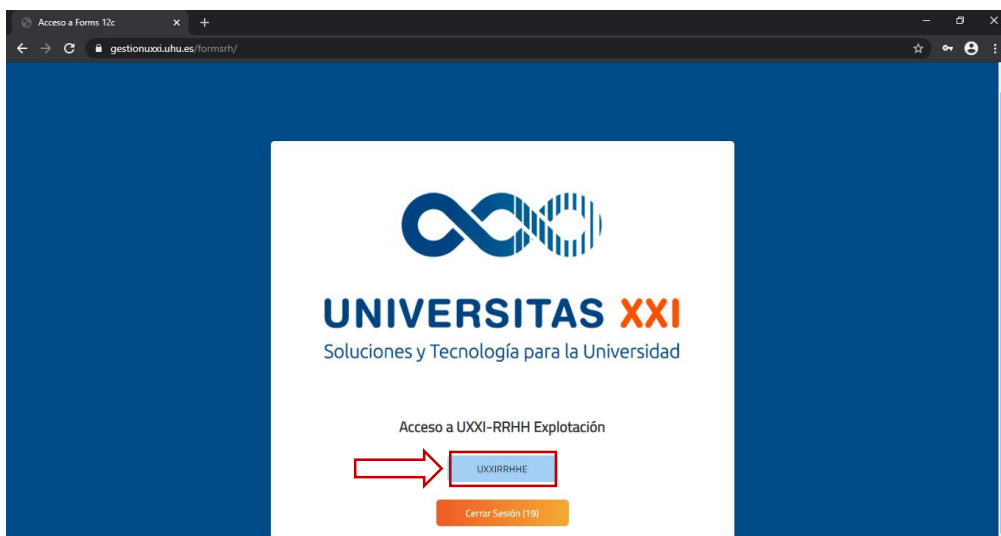 Acceso a Forms 12c
gestionuxxi.uhu.es/formsrh/
UNIVERSITAS XXI
Soluciones y Tecnología para la Universidad
Acceso a UXXI-RRHH Explotación
UXXIRRHHE
Cerrar Sesión (19)